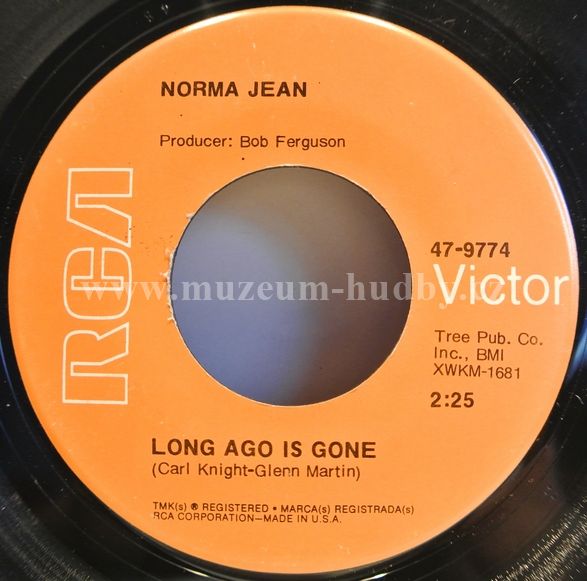 NORMA JEAN
Producer: Bob Ferguson
RCA
47-9774
Victor
www.muzeum-hudby.cz
Tree Pub. Co.
Inc., BMI
XWKM-1681
2:25
LONG AGO IS GONE
(Carl Knight-Glenn Martin)
TMK(s) ® REGISTERED • MARCA(s) REGISTRADA(s)
RCA CORPORATION—MADE IN U.S.A.